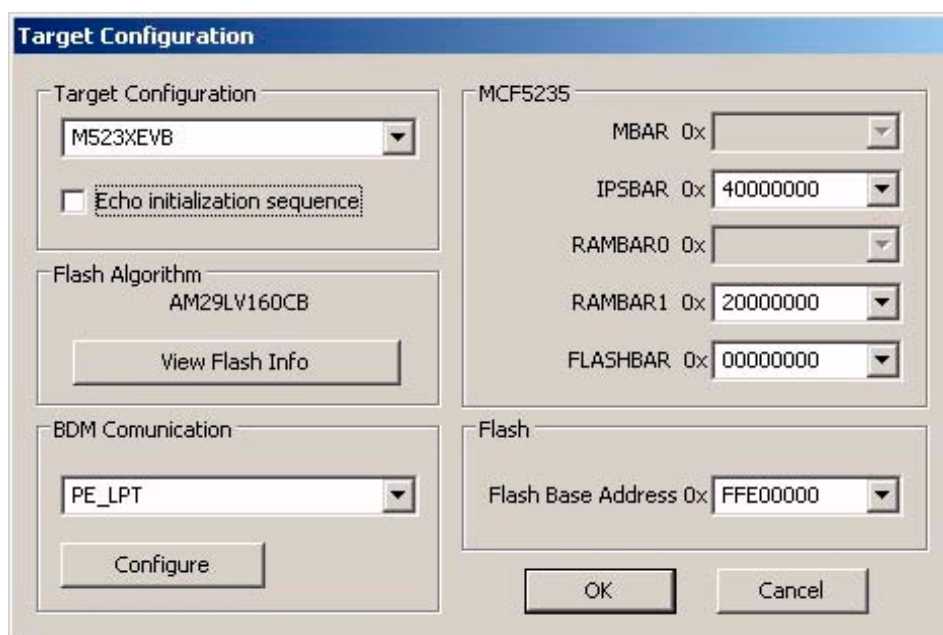 Target Configuration
Target Configuration
M523XEVB
Echo initialization sequence
Flash Algorithm
AM29LV160CB
View Flash Info
BDM Comunication
PE_LPT
Configure
MCF5235
MBAR 0x
IPSBAR 0x 40000000
RAMBAR0 0x
RAMBAR1 0x 20000000
FLASHBAR 0x 00000000
Flash
Flash Base Address 0x FFE00000
OK Cancel